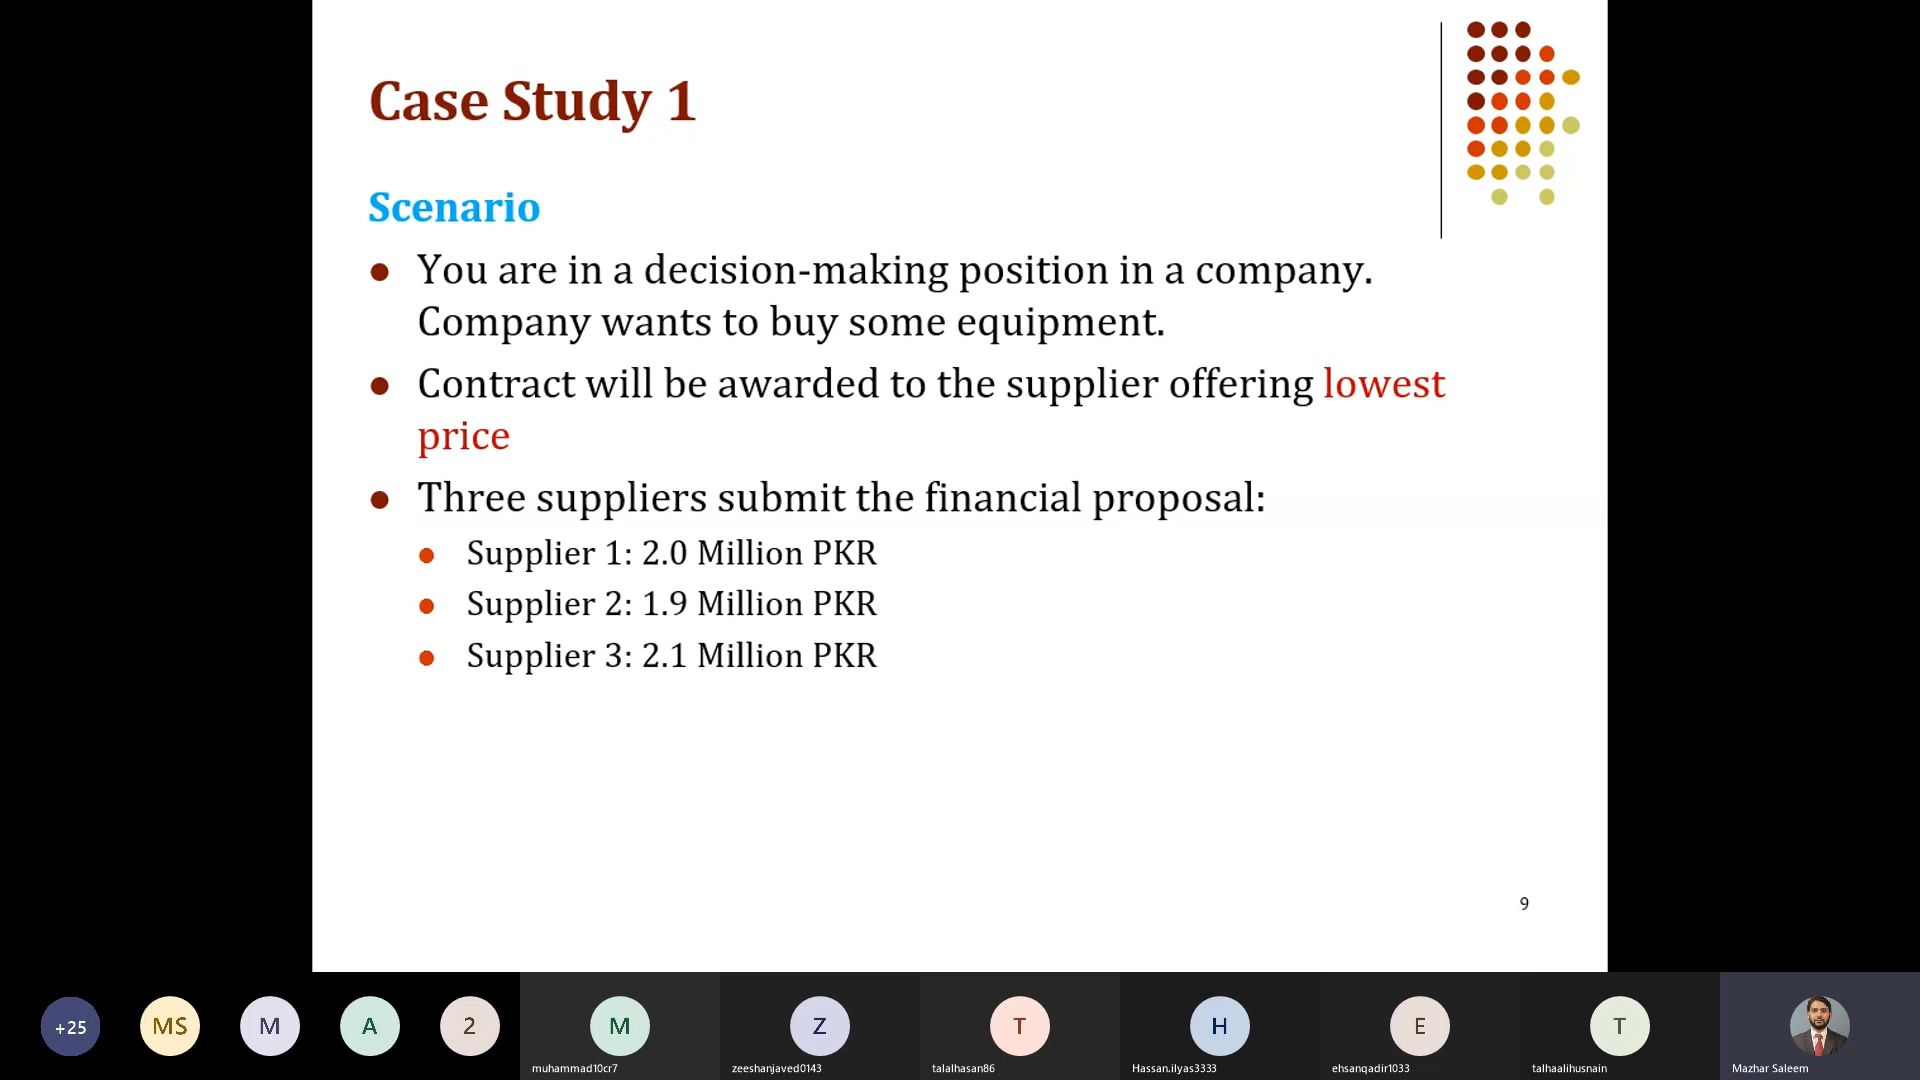 Case Study 1
Scenario
You are in a decision-making position in a company.
Company wants to buy some equipment.
Contract will be awarded to the supplier offering lowest
price
Three suppliers submit the financial proposal:
Supplier 1: 2.0 Million PKR
Supplier 2: 1.9 Million PKR
Supplier 3: 2.1 Million PKR
9
+25 MS M A 2 M Z T H E T
muhammad10cr7 zeeshanjaved0143 talalhasan86 Hassan.ilyas3333 ehsanqadir1033 talhaalihusnain Mazhar Saleem